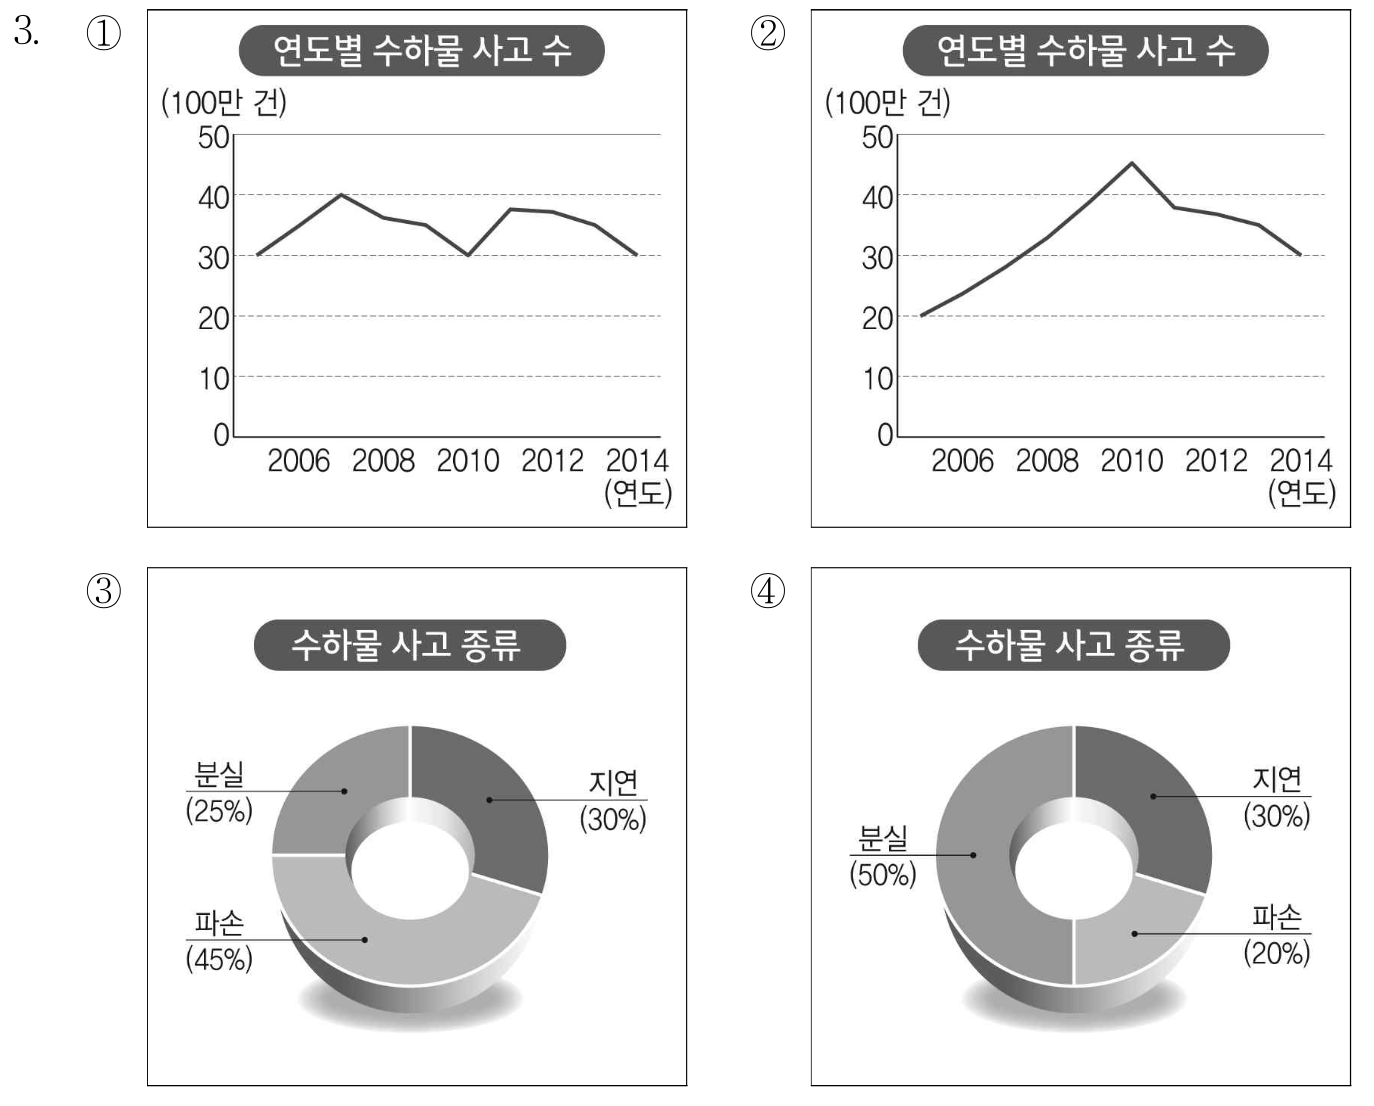 3. ①
연도별 수하물 사고 수
(100만 건)
50
40
30
20
10
0
2006 2008 2010 2012 2014
(연도)
②
연도별 수하물 사고 수
(100만 건)
50
40
30
20
10
0
2006 2008 2010 2012 2014
(연도)
③
수하물 사고 종류
분실
(25%)
지연
(30%)
파손
(45%)
④
수하물 사고 종류
지연
(30%)
분실
(50%)
파손
(20%)